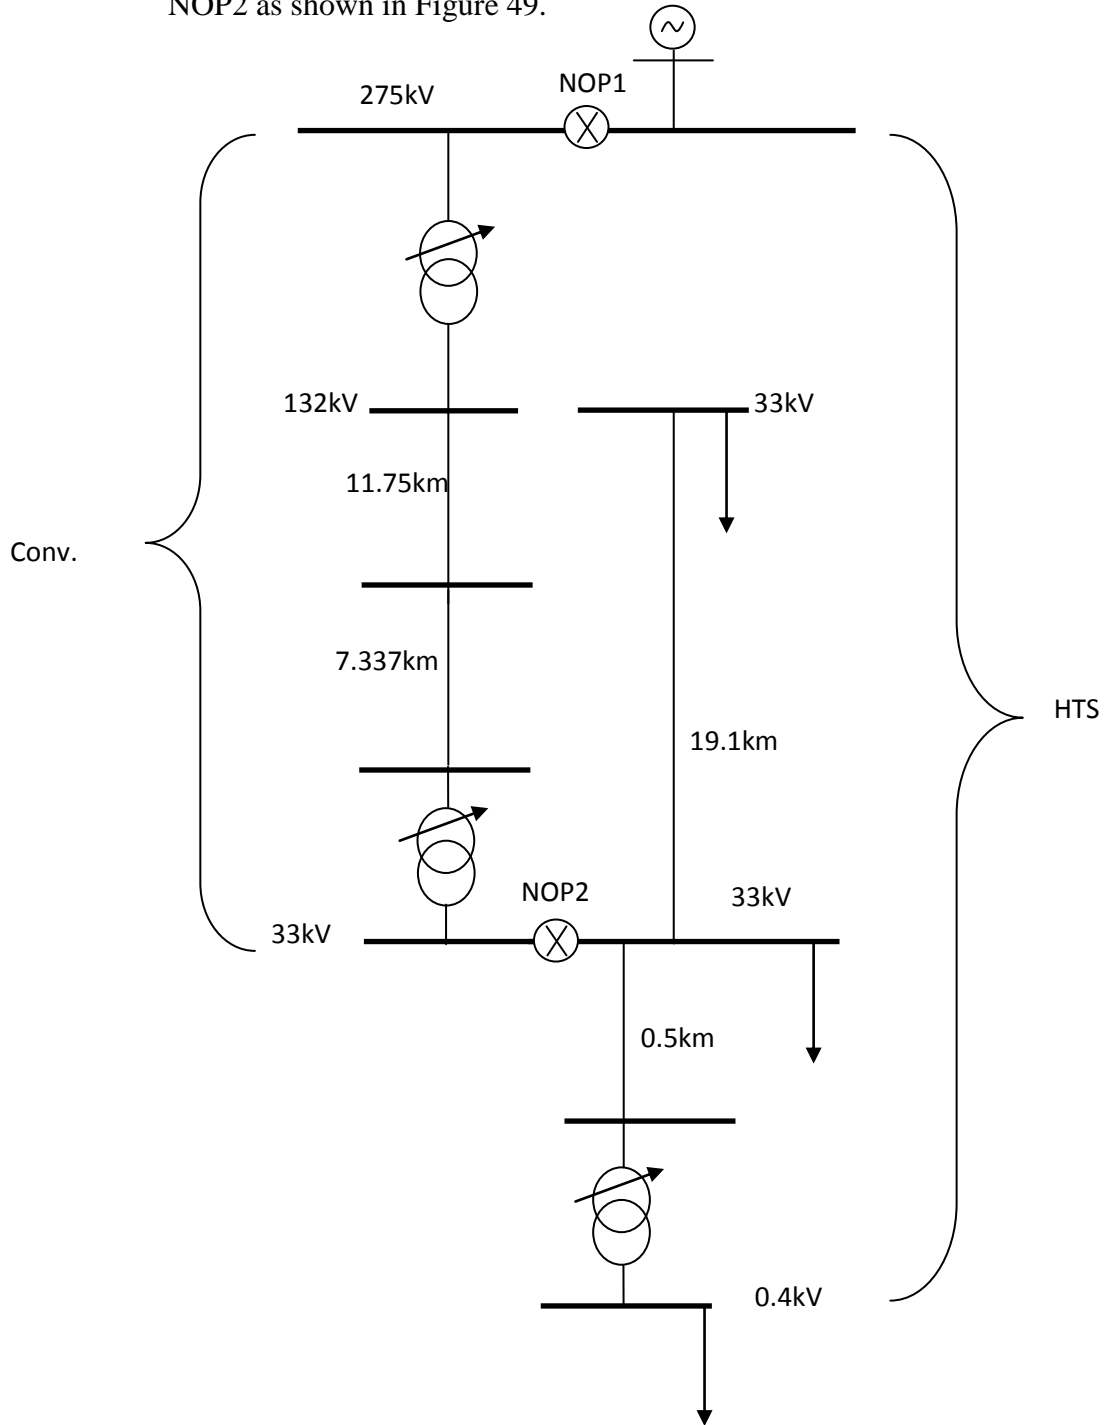 NOP2 as shown in Figure 49.
NOP1
275kV
132kV
33kV
11.75km
Conv.
7.337km
HTS
19.1km
NOP2
33kV
33kV
0.5km
0.4kV